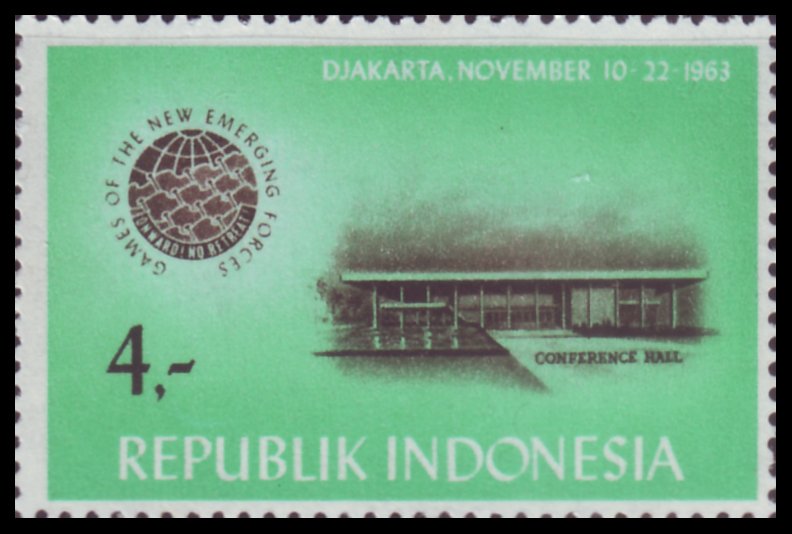 DJAKARTA, NOVEMBER 10-22-1963
GAMES OF THE NEW EMERGING FORCES
ONWARD! NO RETREAT!
CONFERENCE HALL
4,-
REPUBLIK INDONESIA